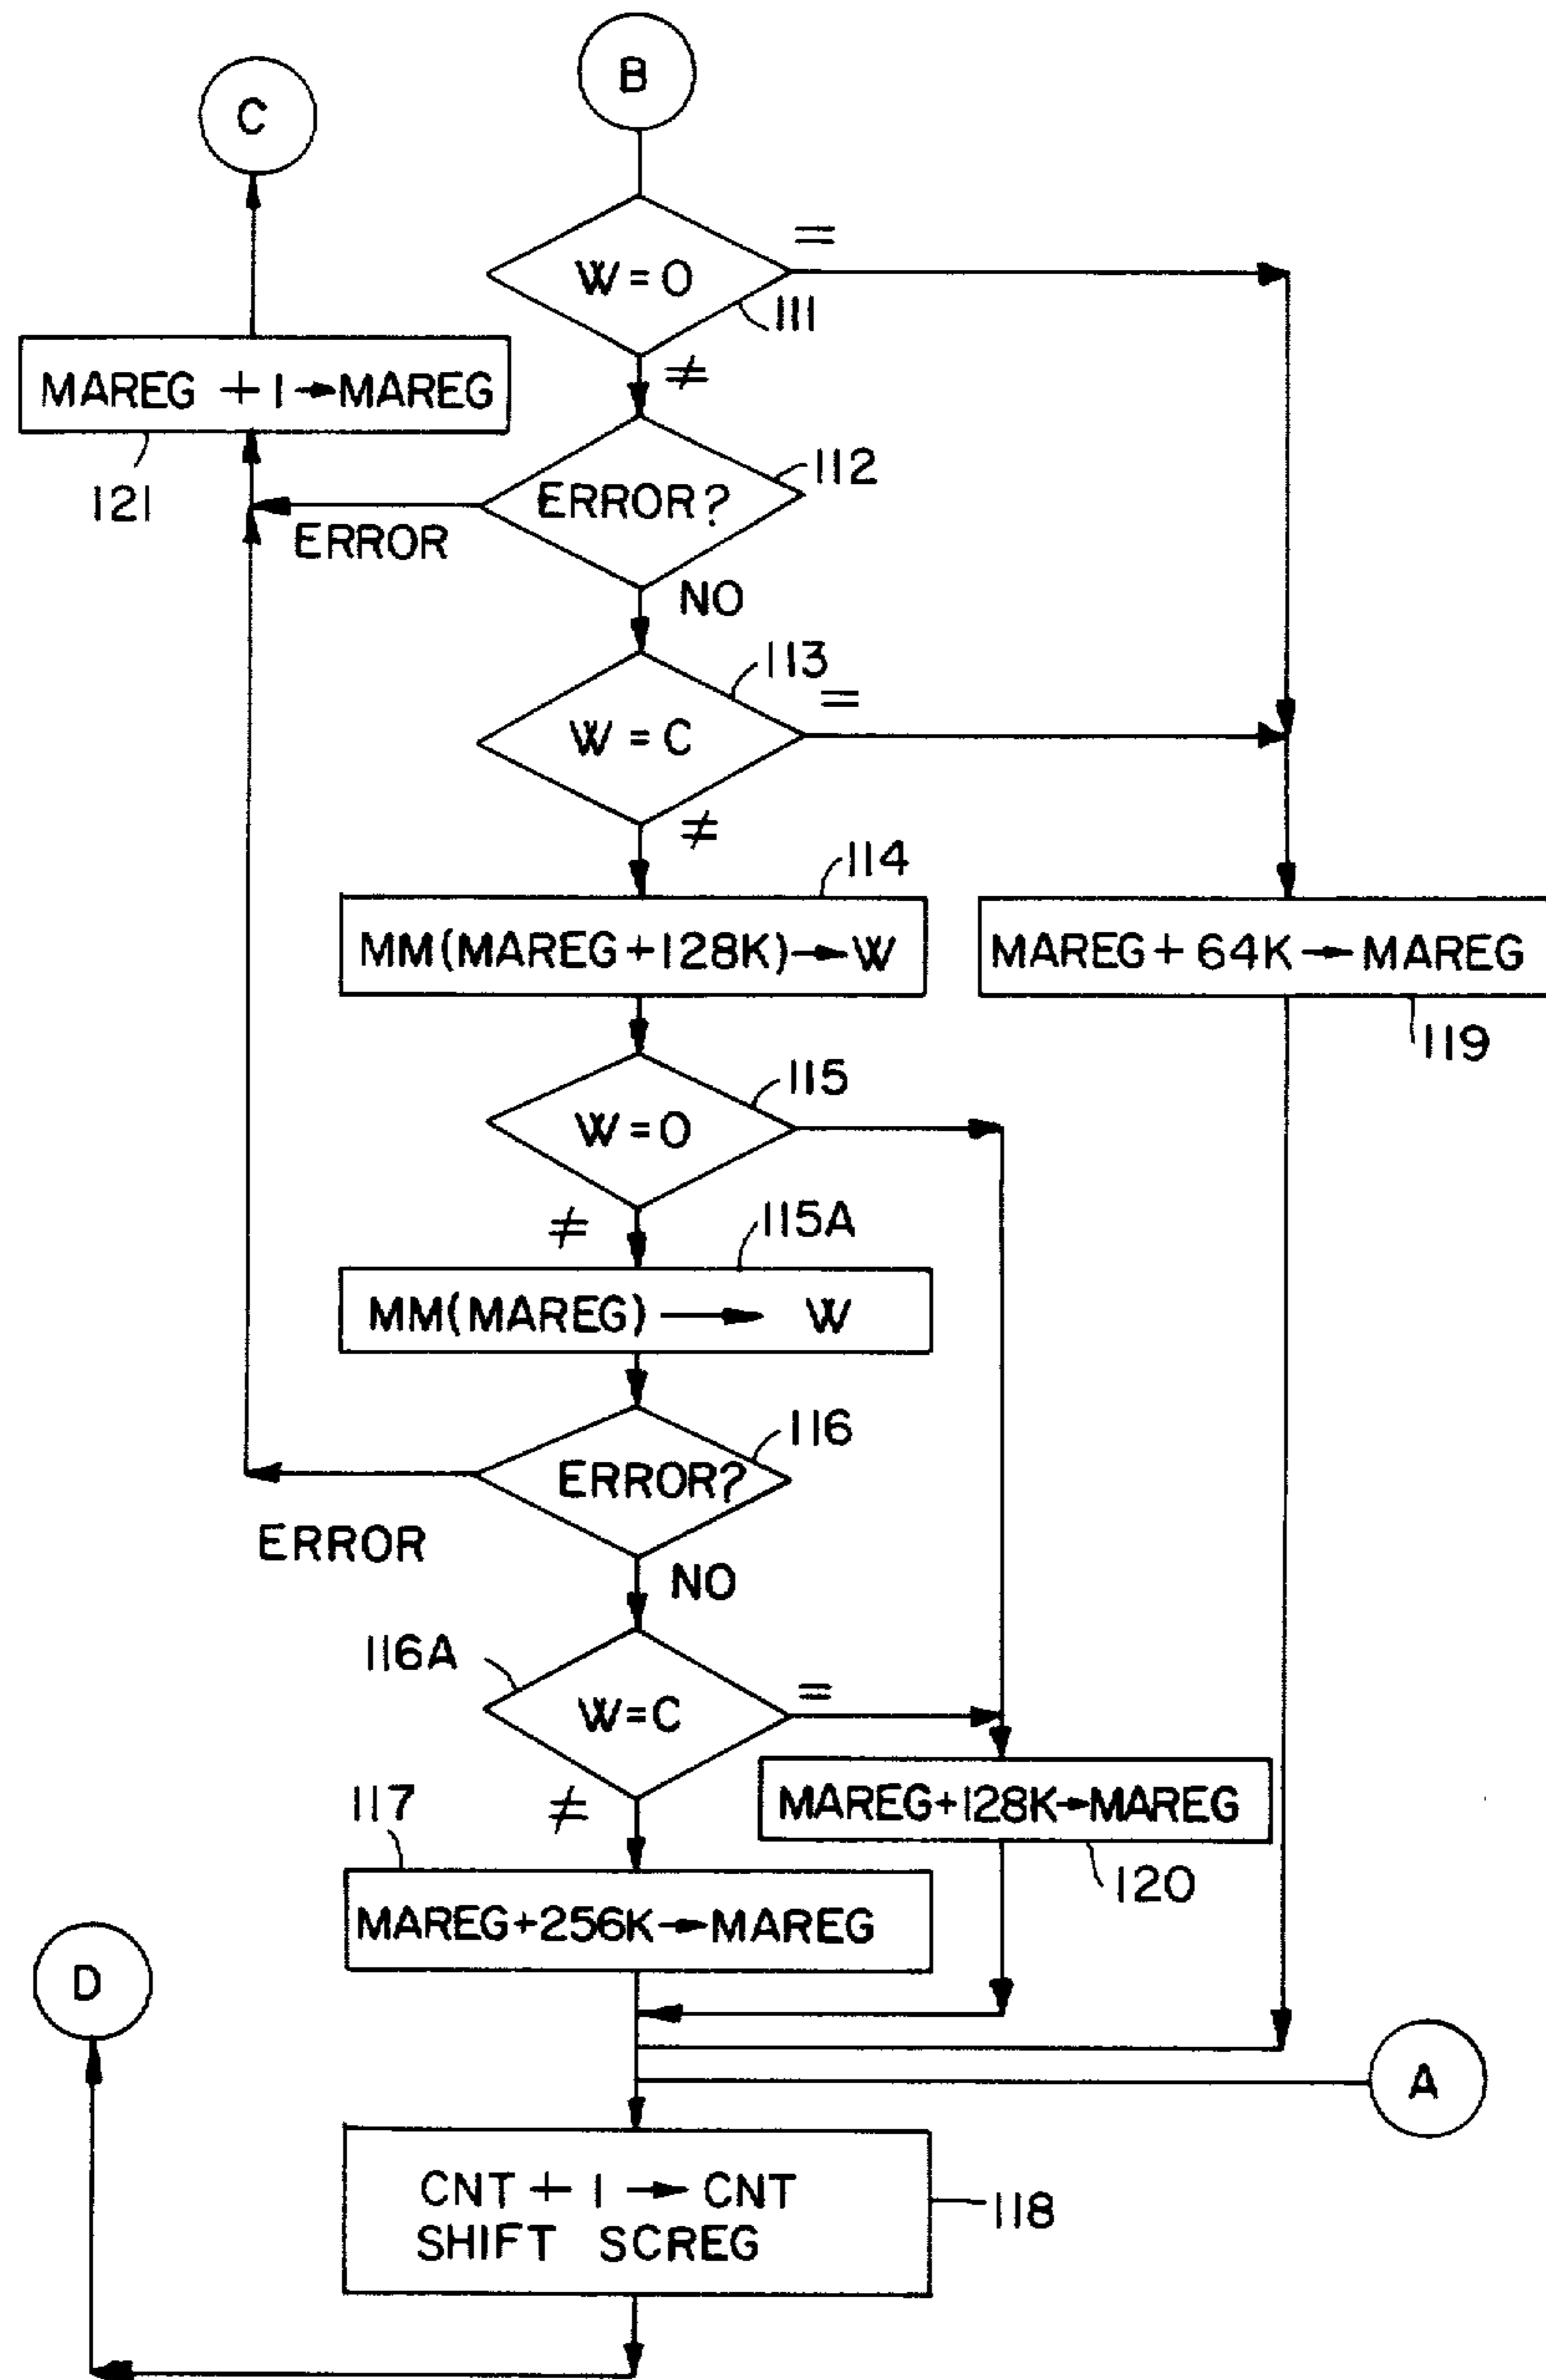 B
C
W = O
=
111
≠
MAREG + 1 → MAREG
121
ERROR?
112
ERROR
NO
113
W = C
=
≠
114
MM(MAREG + 128K) → W
MAREG + 64K → MAREG
119
115
W = O
≠
115A
MM(MAREG) → W
116
ERROR?
ERROR
NO
116A
W = C
=
≠
117
MAREG+128K→MAREG
120
MAREG+256K→MAREG
D
A
CNT + 1 → CNT
SHIFT SCREG
118